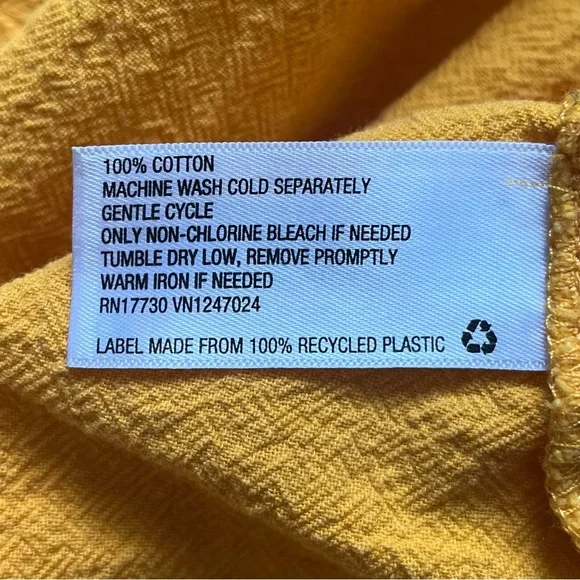 100% COTTON
MACHINE WASH COLD SEPARATELY
GENTLE CYCLE
ONLY NON-CHLORINE BLEACH IF NEEDED
TUMBLE DRY LOW, REMOVE PROMPTLY
WARM IRON IF NEEDED
RN17730 VN1247024
LABEL MADE FROM 100% RECYCLED PLASTIC